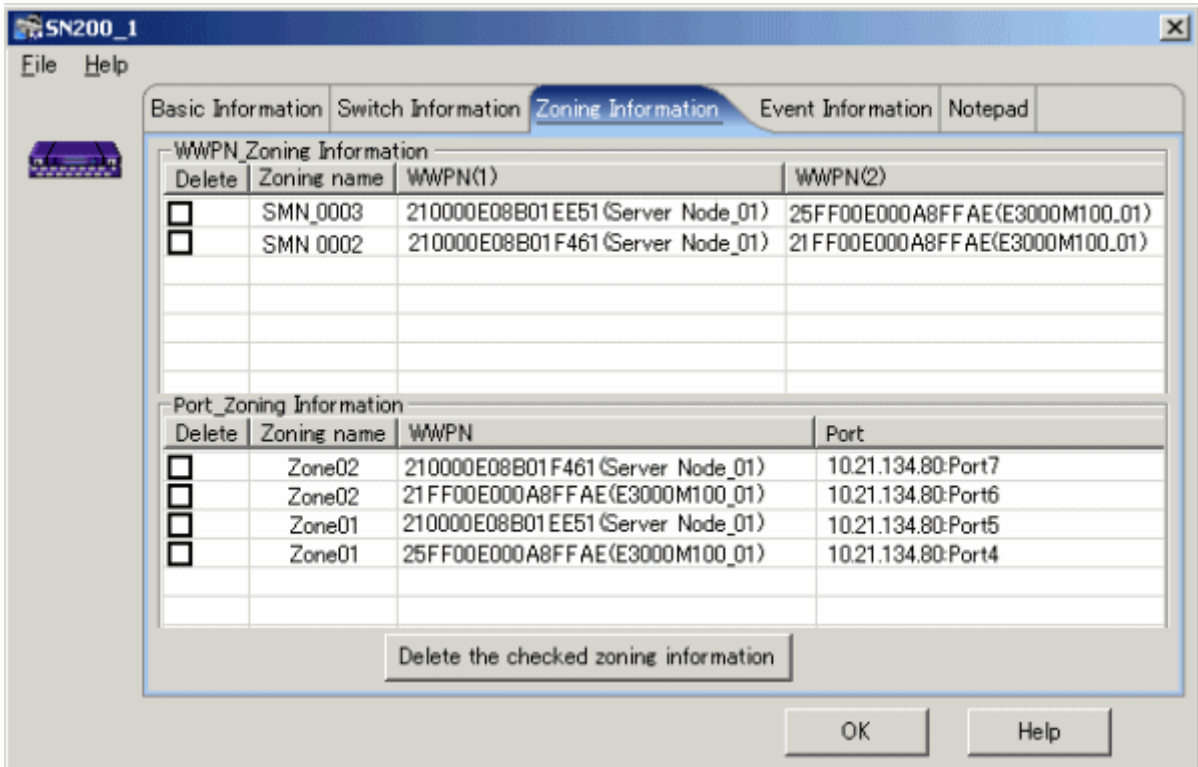 SN200_1
File Help
Basic Information Switch Information Zoning Information Event Information Notepad
WWPN_Zoning Information
Delete Zoning name WWPN(1) WWPN(2)
SMN_0003 210000E08B01EE51(Server Node_01) 25FF00E000A8FFAE(E3000M100_01)
SMN 0002 210000E08B01F461(Server Node_01) 21FF00E000A8FFAE(E3000M100_01)
Port_Zoning Information
Delete Zoning name WWPN Port
Zone02 210000E08B01F461(Server Node_01) 10.21.134.80:Port7
Zone02 21FF00E000A8FFAE(E3000M100_01) 10.21.134.80:Port6
Zone01 210000E08B01EE51(Server Node_01) 10.21.134.80:Port5
Zone01 25FF00E000A8FFAE(E3000M100_01) 10.21.134.80:Port4
Delete the checked zoning information
OK Help